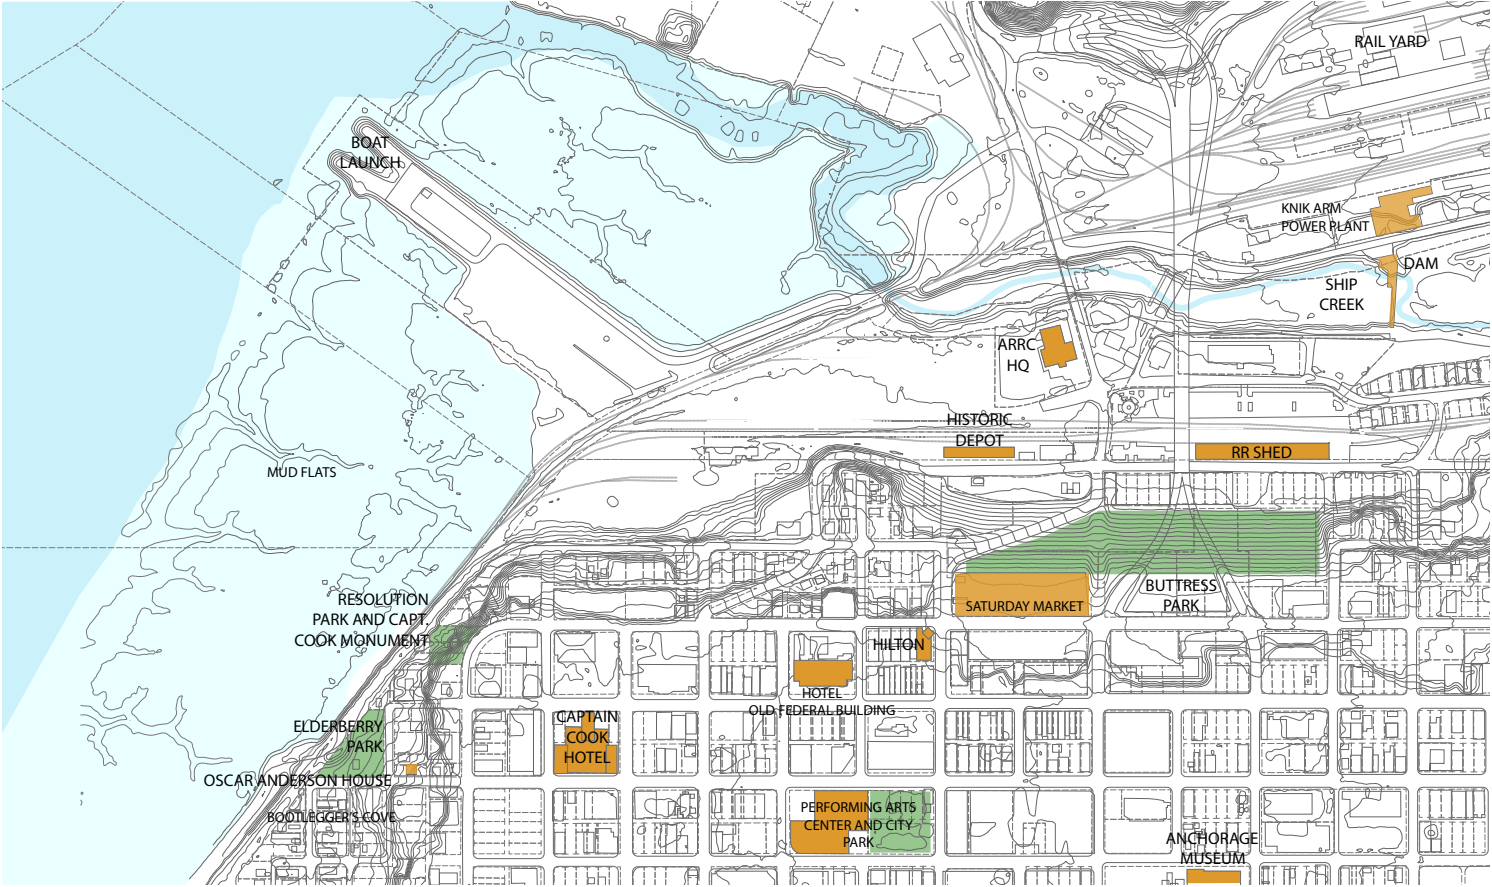 RAIL YARD
BOAT
LAUNCH
KNIK ARM
POWER PLANT
DAM
SHIP
CREEK
ARRC
HQ
HISTORIC
DEPOT
RR SHED
MUD FLATS
BUTTRESS
PARK
SATURDAY MARKET
RESOLUTION
PARK AND CAPT.
COOK MONUMENT
HILTON
HOTEL
OLD FEDERAL BUILDING
CAPTAIN
COOK
HOTEL
ELDERBERRY
PARK
OSCAR ANDERSON HOUSE
BOOTLEGGER'S COVE
PERFORMING ARTS
CENTER AND CITY
PARK
ANCHORAGE
MUSEUM